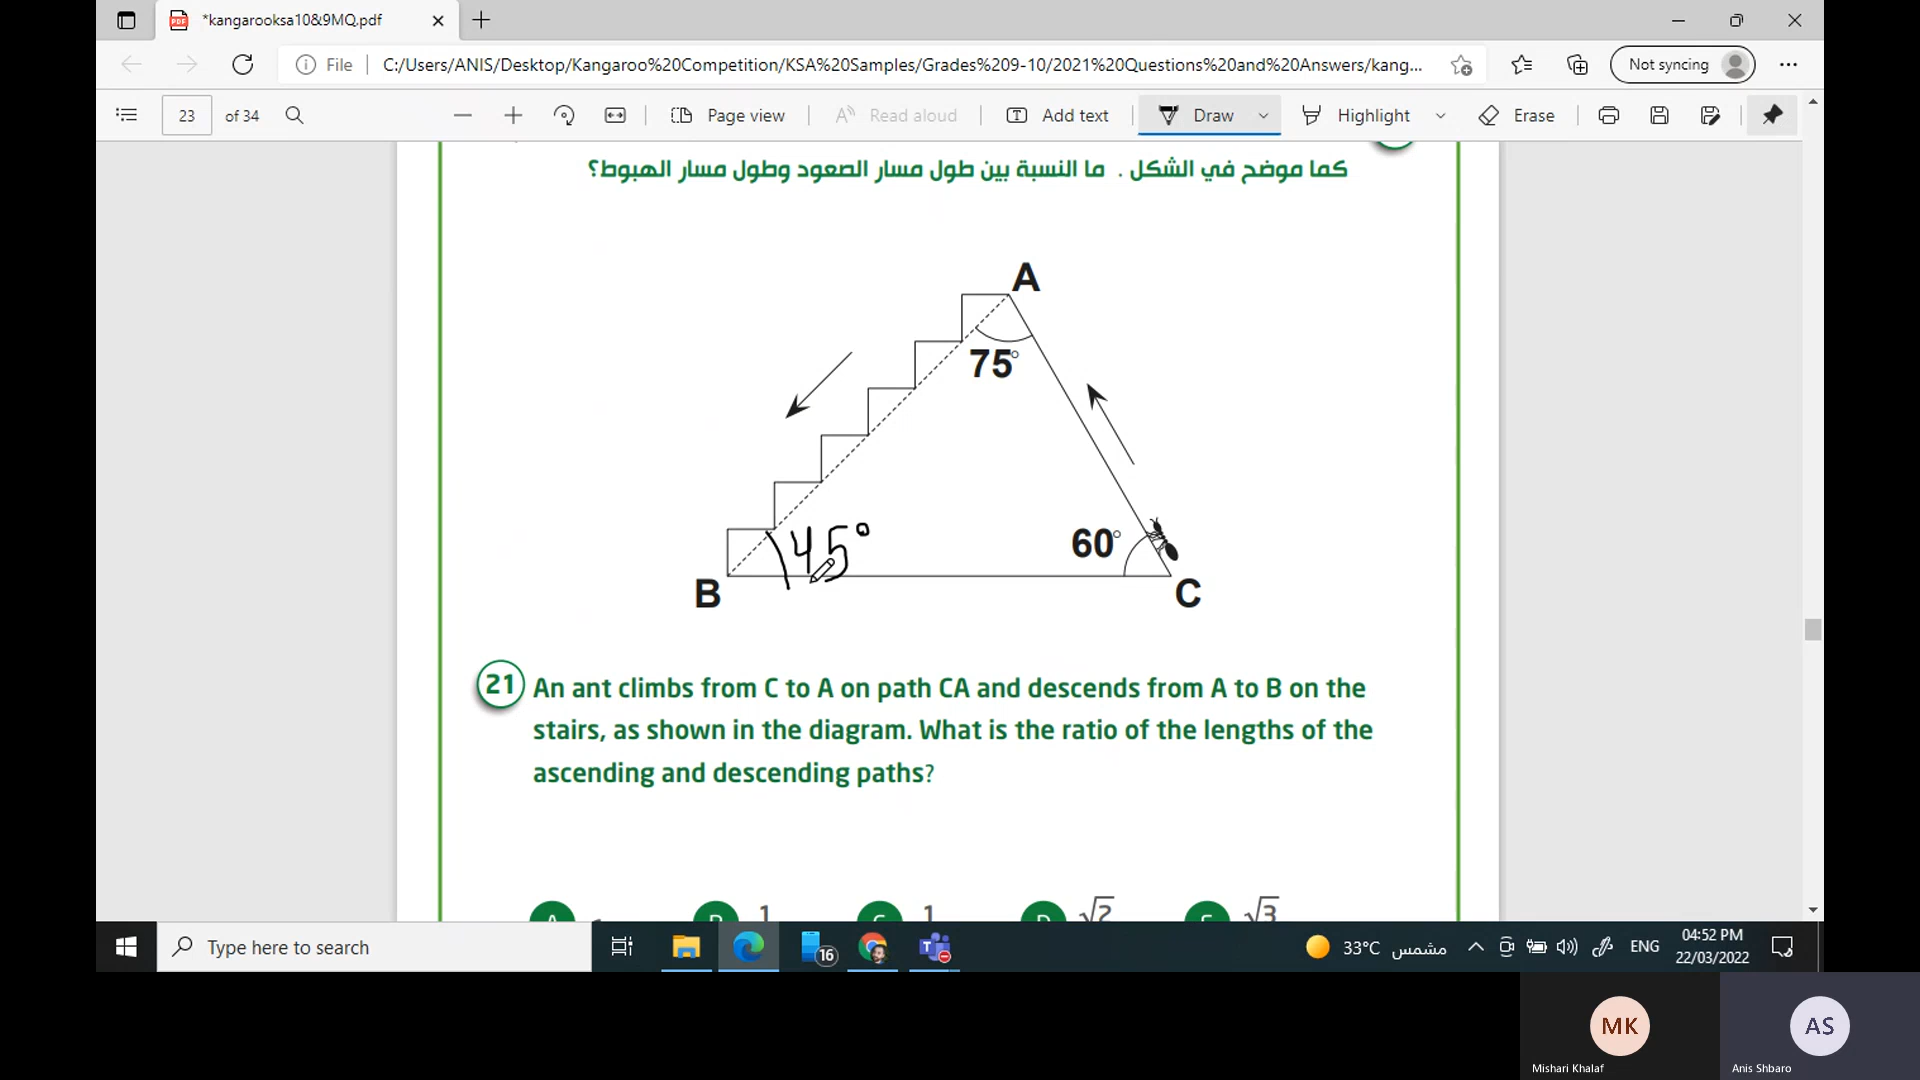 *kangarooksa10&9MQ.pdf
File
C:/Users/ANIS/Desktop/Kangaroo%20Competition/KSA%20Samples/Grades%209-10/2021%20Questions%20and%20Answers/kang...
Not syncing
23 of 34
Page view
Read aloud
Add text
Draw
Highlight
Erase
كما موضح في الشكل . ما النسبة بين طول مسار الصعود وطول مسار الهبوط؟
A
75°
45°
60°
B
C
21 An ant climbs from C to A on path CA and descends from A to B on the
stairs, as shown in the diagram. What is the ratio of the lengths of the
ascending and descending paths?
1
1
√2
√3
Type here to search
16
33°C مشمس
ENG
04:52 PM
22/03/2022
MK
AS
Mishari Khalaf
Anis Shbaro